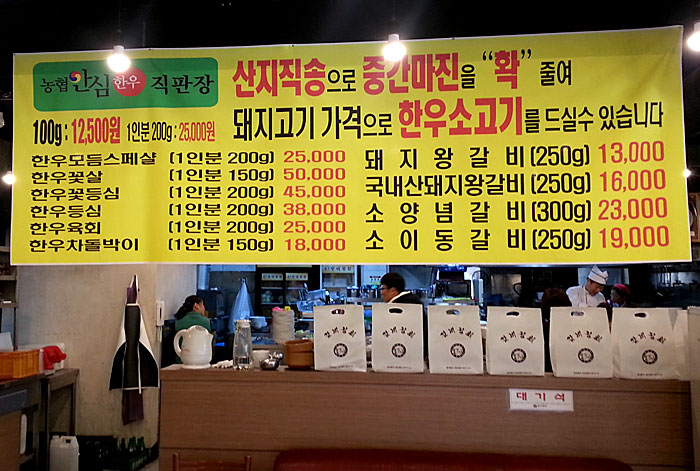 농협안심한우 직판장
산지직송으로 중간마진을 "확" 줄여
100g : 12,500원 1인분 200g : 25,000원
돼지고기 가격으로 한우소고기를 드실수 있습니다
한우모듬스페샬 (1인분 200g) 25,000
한우꽃살 (1인분 150g) 50,000
한우꽃등심 (1인분 200g) 45,000
한우등심 (1인분 200g) 38,000
한우육회 (1인분 200g) 25,000
한우차돌박이 (1인분 150g) 18,000
돼지왕갈비(250g) 13,000
국내산돼지왕갈비(250g) 16,000
소양념갈비(300g) 23,000
소이동갈비(250g) 19,000
대기석